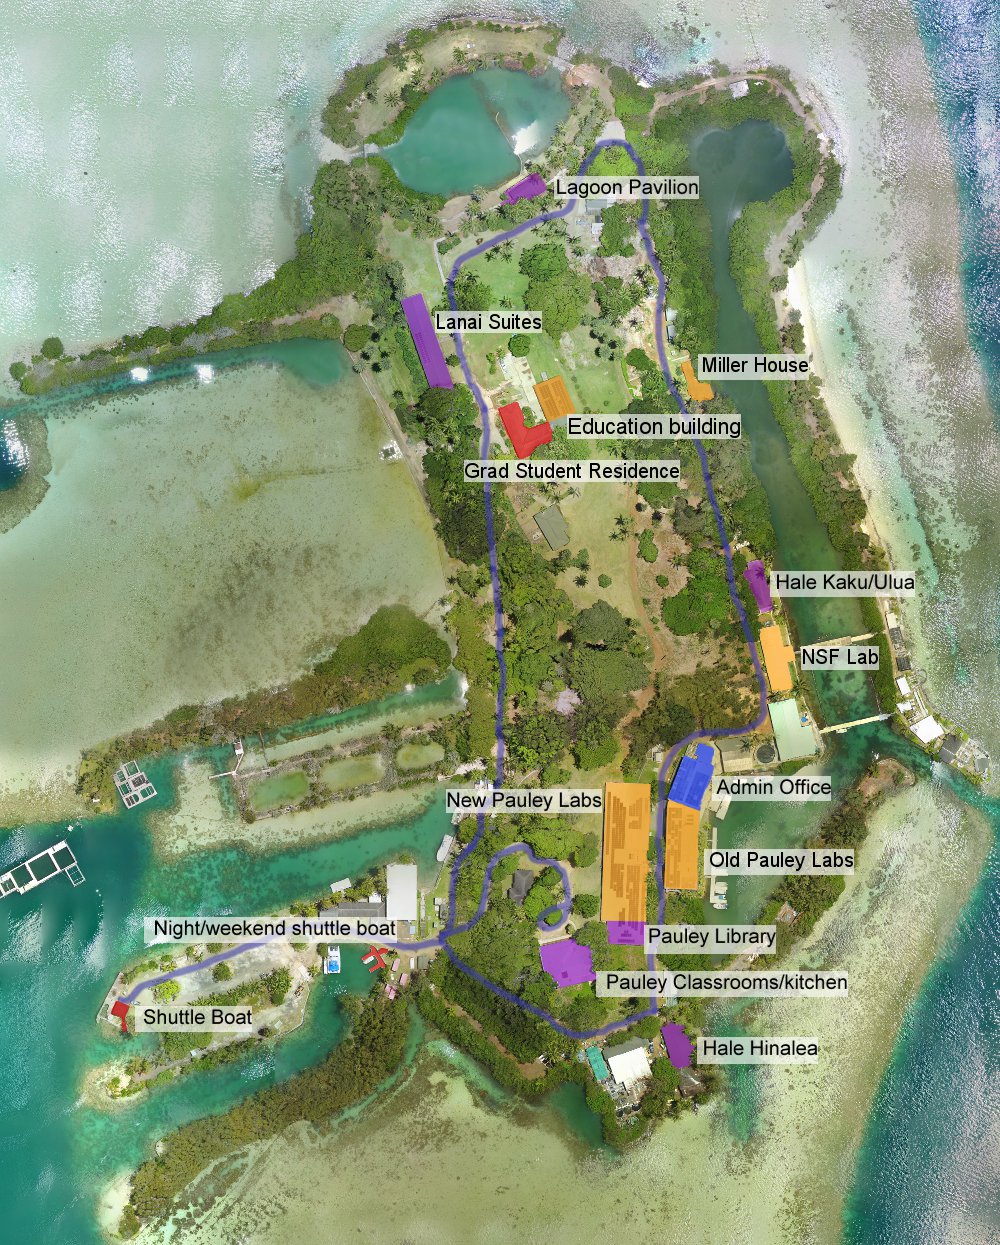 Lagoon Pavilion
Lanai Suites
Miller House
Education building
Grad Student Residence
Hale Kaku/Ulua
NSF Lab
Admin Office
New Pauley Labs
Old Pauley Labs
Night/weekend shuttle boat
Pauley Library
Pauley Classrooms/kitchen
Shuttle Boat
Hale Hinalea